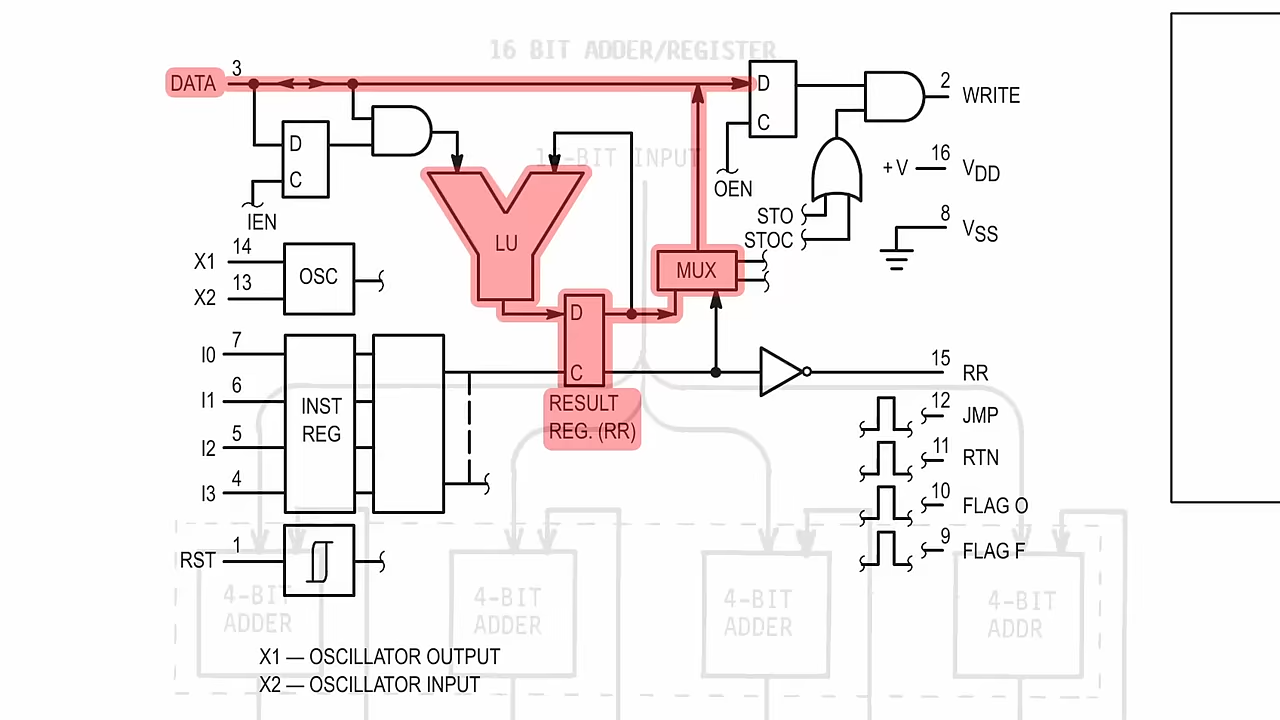 16 BIT ADDER/REGISTER
DATA
3
D
C
IEN
D
C
OEN
2
WRITE
+V
16
VDD
8
VSS
STO
STOC
16-BIT INPUT
LU
MUX
X1
14
X2
13
OSC
D
C
RESULT
REG. (RR)
I0
7
I1
6
I2
5
I3
4
INST
REG
15
RR
12
JMP
11
RTN
10
FLAG O
9
FLAG F
RST
1
4-BIT
ADDER
4-BIT
ADDER
4-BIT
ADDER
4-BIT
ADDR
X1 — OSCILLATOR OUTPUT
X2 — OSCILLATOR INPUT